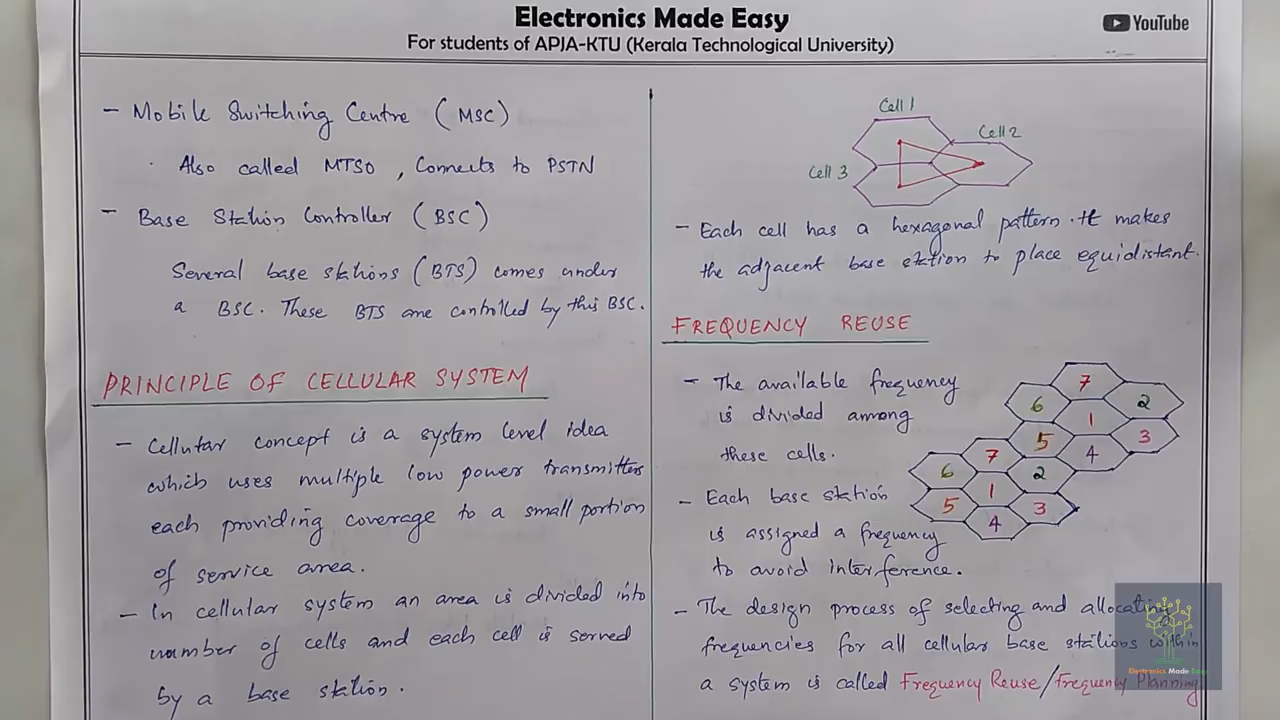 Electronics Made Easy
For students of APJA-KTU (Kerala Technological University)
YouTube
- Mobile Switching Centre (MSC)
. Also called MTSO, Connects to PSTN
- Base Station Controller (BSC)
Several base stations (BTS) comes under
a BSC. These BTS are controlled by this BSC.
PRINCIPLE OF CELLULAR SYSTEM
- Cellular concept is a system level idea
which uses multiple low power transmitters
each providing coverage to a small portion
of service area.
- In cellular system an area is divided into
number of cells and each cell is served
by a base station.
Cell 1
Cell 2
Cell 3
- Each cell has a hexagonal pattern. It makes
the adjacent base station to place equidistant.
FREQUENCY REUSE
- The available frequency
is divided among
these cells.
- Each base station
is assigned a frequency
to avoid interference.
7
6
2
1
5
3
4
7
6
2
1
5
3
4
- The design process of selecting and allocating
frequencies for all cellular base stations within
a system is called Frequency Reuse/Frequency Planning
Electronics Made Easy